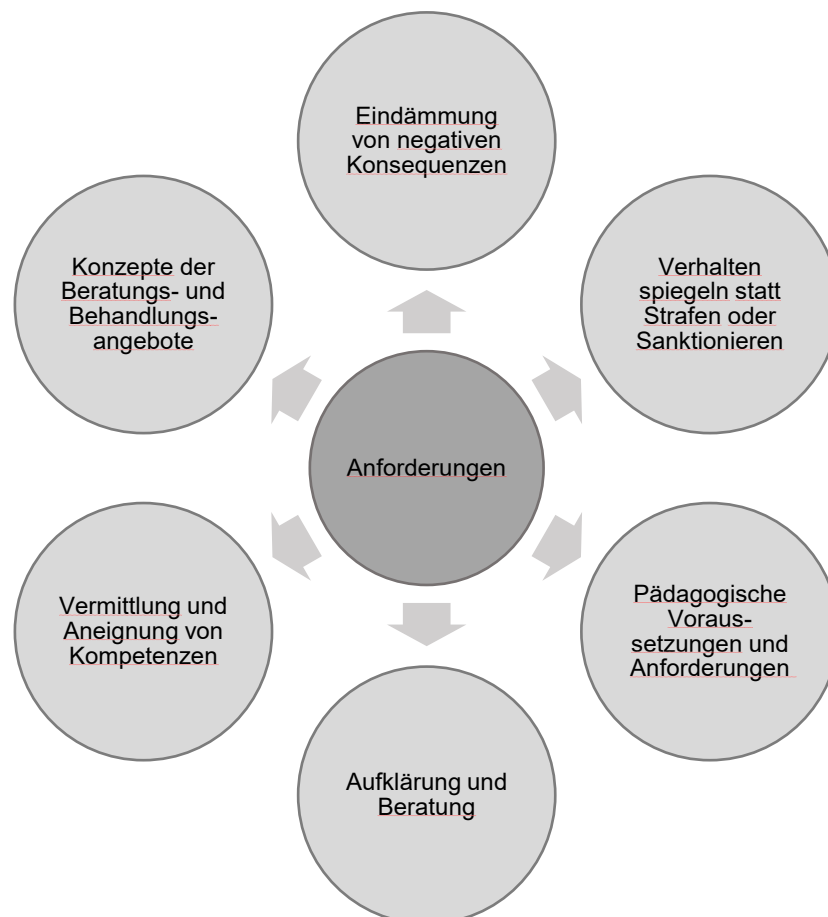 Eindämmung
von negativen
Konsequenzen
Verhalten
spiegeln statt
Strafen oder
Sanktionieren
Pädagogische
Voraus-
setzungen und
Anforderungen
Aufklärung und
Beratung
Vermittlung und
Aneignung von
Kompetenzen
Konzepte der
Beratungs- und
Behandlungs-
angebote
Anforderungen